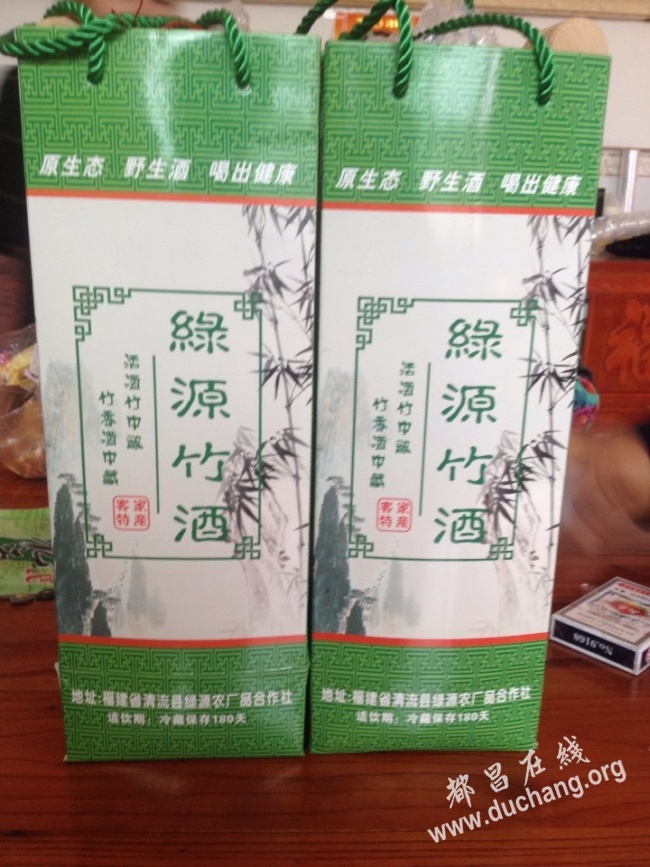 原生态 野生酒 喝出健康
綠源竹酒
活酒竹中藏
竹香酒中蘊
客家
特産
地址:福建省清流县绿源农厂品合作社
适饮期：冷藏保存180天
原生态 野生酒 喝出健康
綠源竹酒
活酒竹中藏
竹香酒中蘊
客家
特産
地址:福建省清流县绿源农厂品合作社
适饮期：冷藏保存180天
No.9168
都昌在线
www.duchang.org